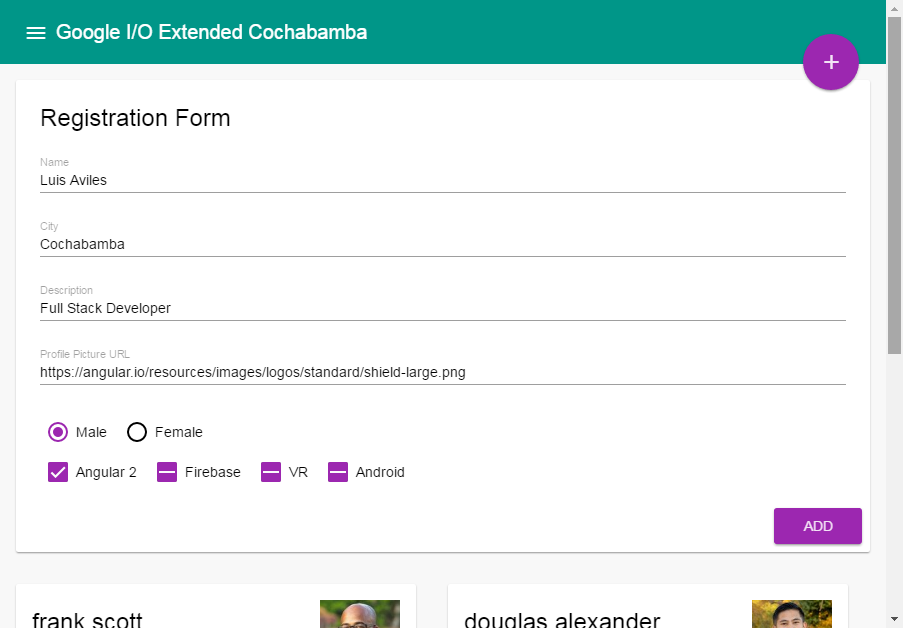 Google I/O Extended Cochabamba
+
Registration Form
Name
Luis Aviles
City
Cochabamba
Description
Full Stack Developer
Profile Picture URL
https://angular.io/resources/images/logos/standard/shield-large.png
Male Female
Angular 2 Firebase VR Android
ADD
frank scott douglas alexander